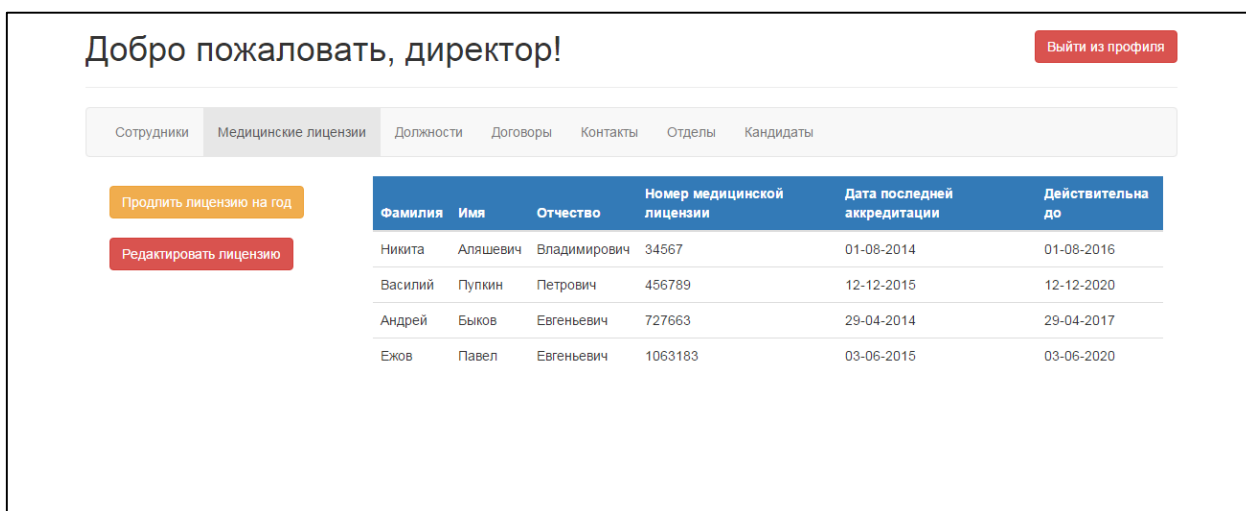 Добро пожаловать, директор!
Выйти из профиля
Сотрудники Медицинские лицензии Должности Договоры Контакты Отделы Кандидаты
Продлить лицензию на год
Редактировать лицензию
Фамилия Имя Отчество Номер медицинской лицензии Дата последней аккредитации Действительна до
Никита Аляшевич Владимирович 34567 01-08-2014 01-08-2016
Василий Пупкин Петрович 456789 12-12-2015 12-12-2020
Андрей Быков Евгеньевич 727663 29-04-2014 29-04-2017
Ежов Павел Евгеньевич 1063183 03-06-2015 03-06-2020